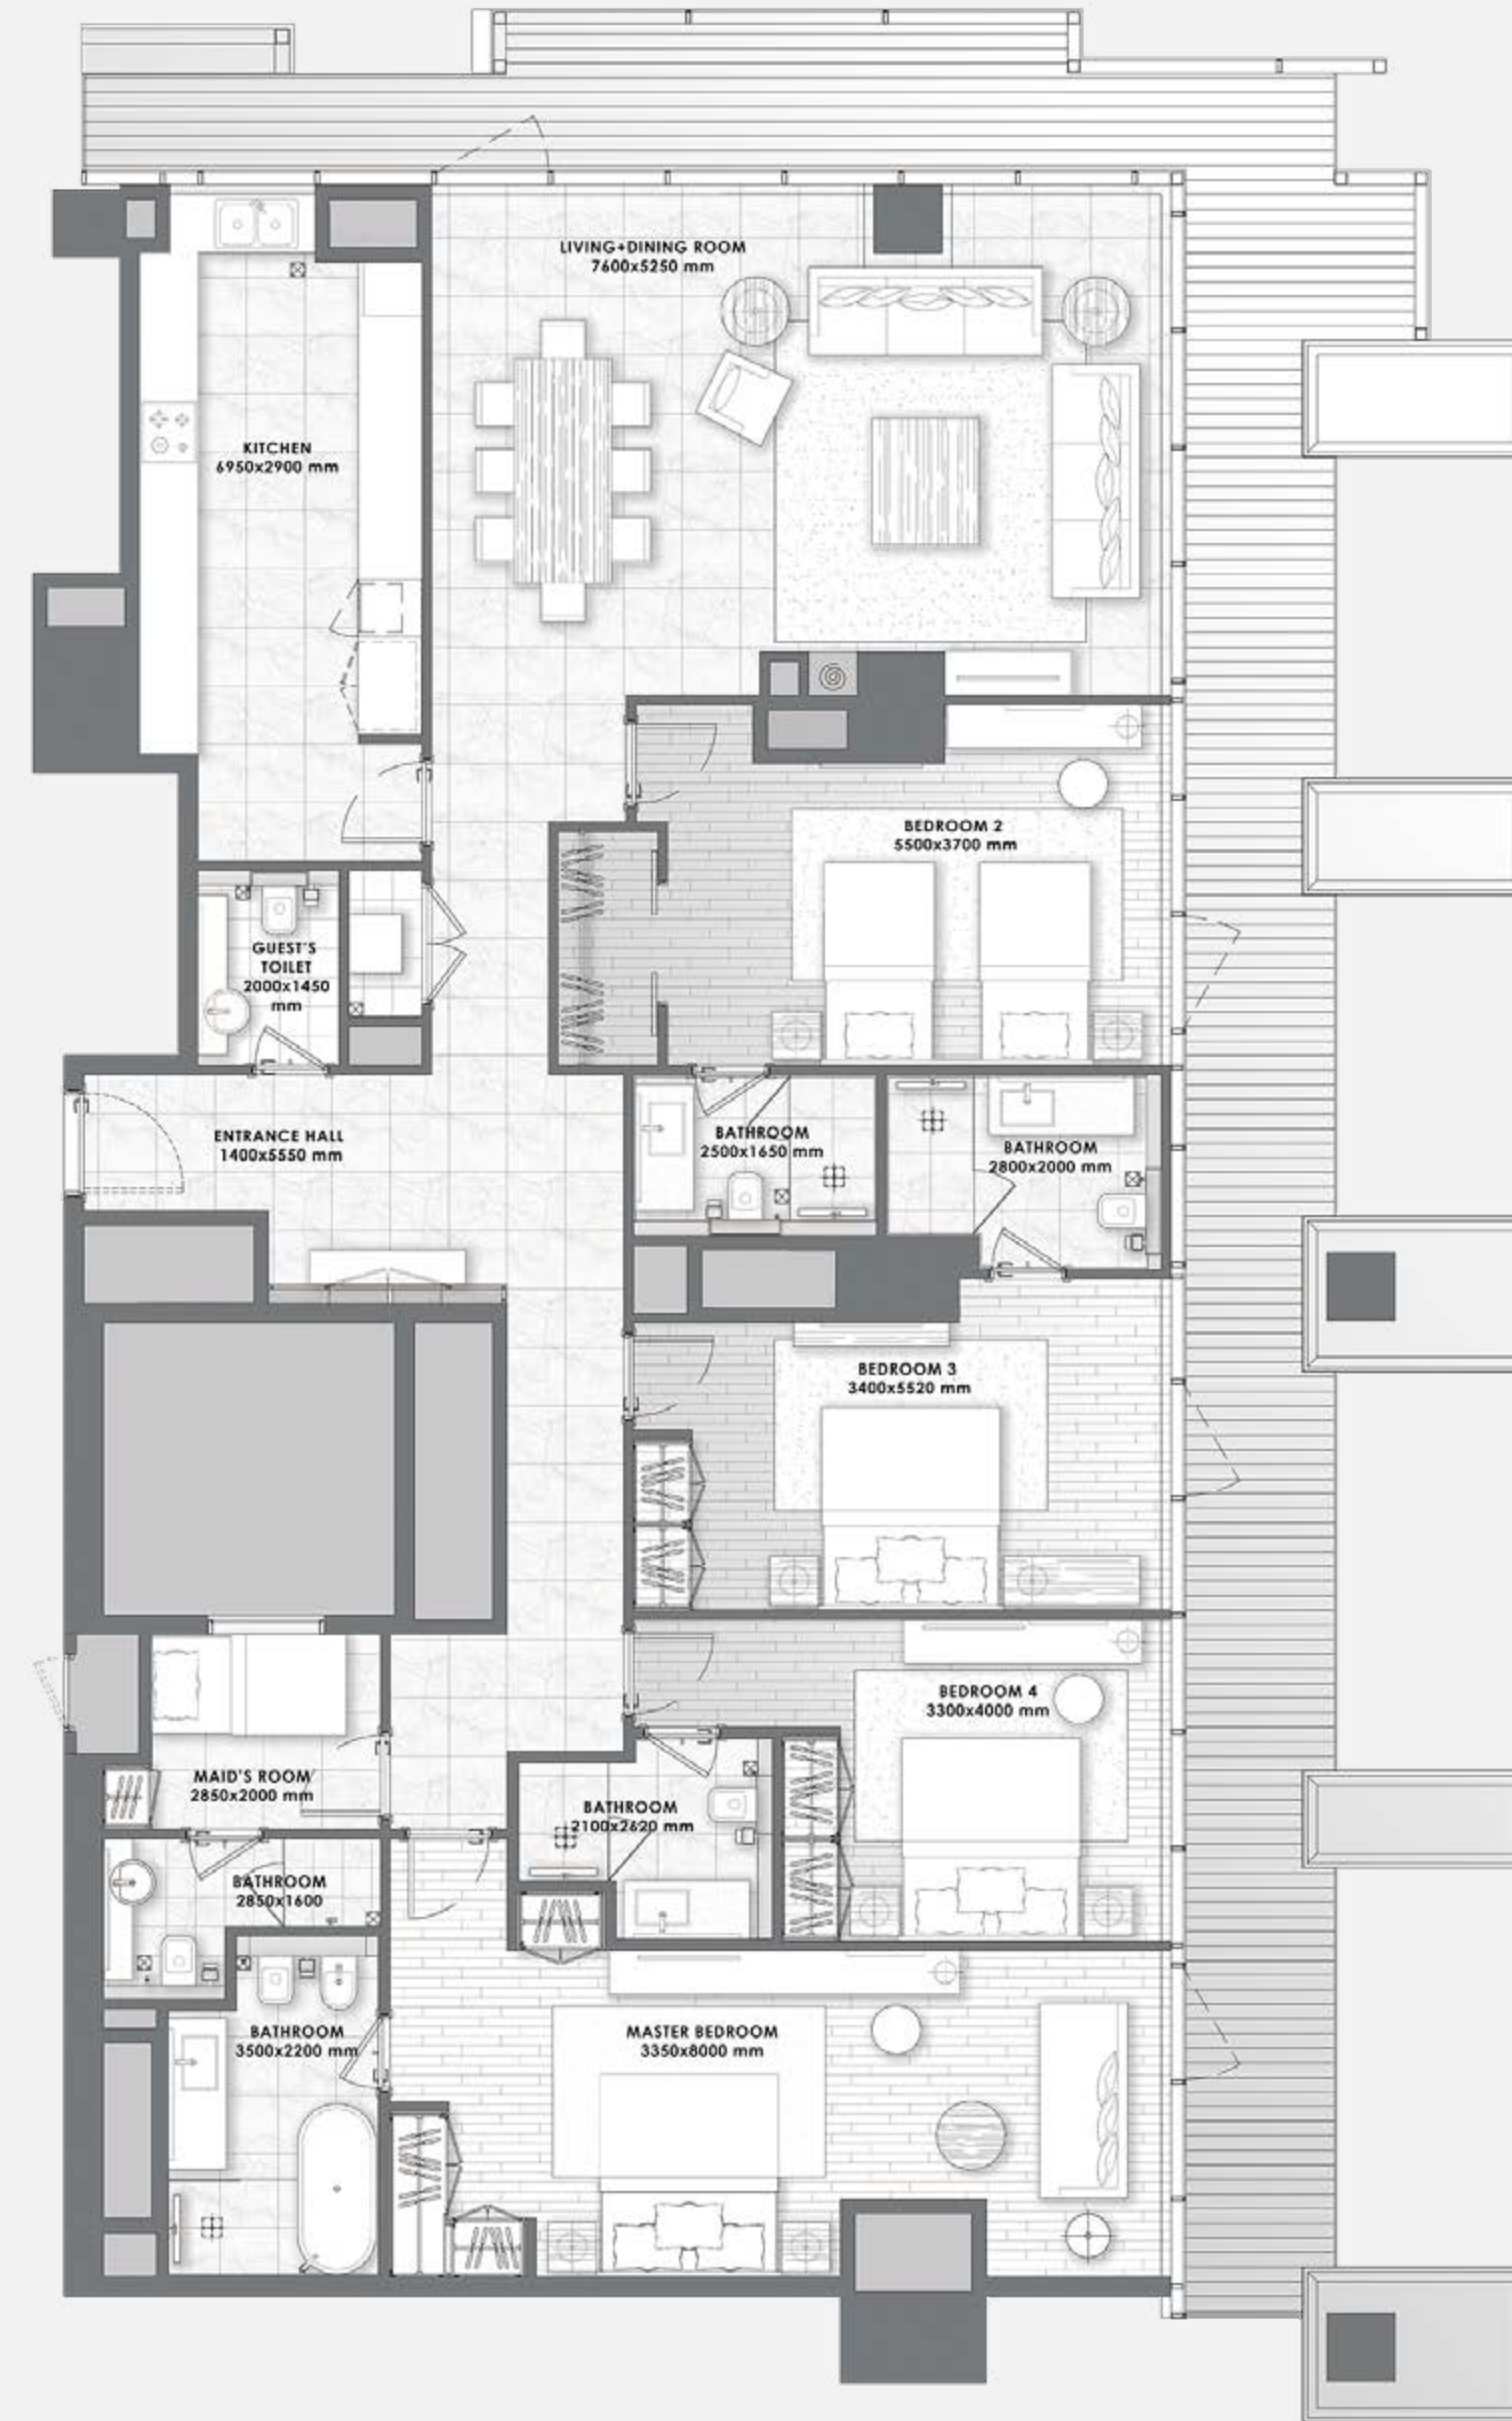 LIVING+DINING ROOM
7600x5250 mm
KITCHEN
6950x2900 mm
BEDROOM 2
5500x3700 mm
GUEST'S
TOILET
2000x1450
mm
ENTRANCE HALL
1400x5550 mm
BATHROOM
2500x1650 mm
BATHROOM
2800x2000 mm
BEDROOM 3
3400x5520 mm
BEDROOM 4
3300x4000 mm
MAID'S ROOM
2850x2000 mm
BATHROOM
2100x2620 mm
BATHROOM
2850x1600
BATHROOM
3500x2200 mm
MASTER BEDROOM
3350x8000 mm